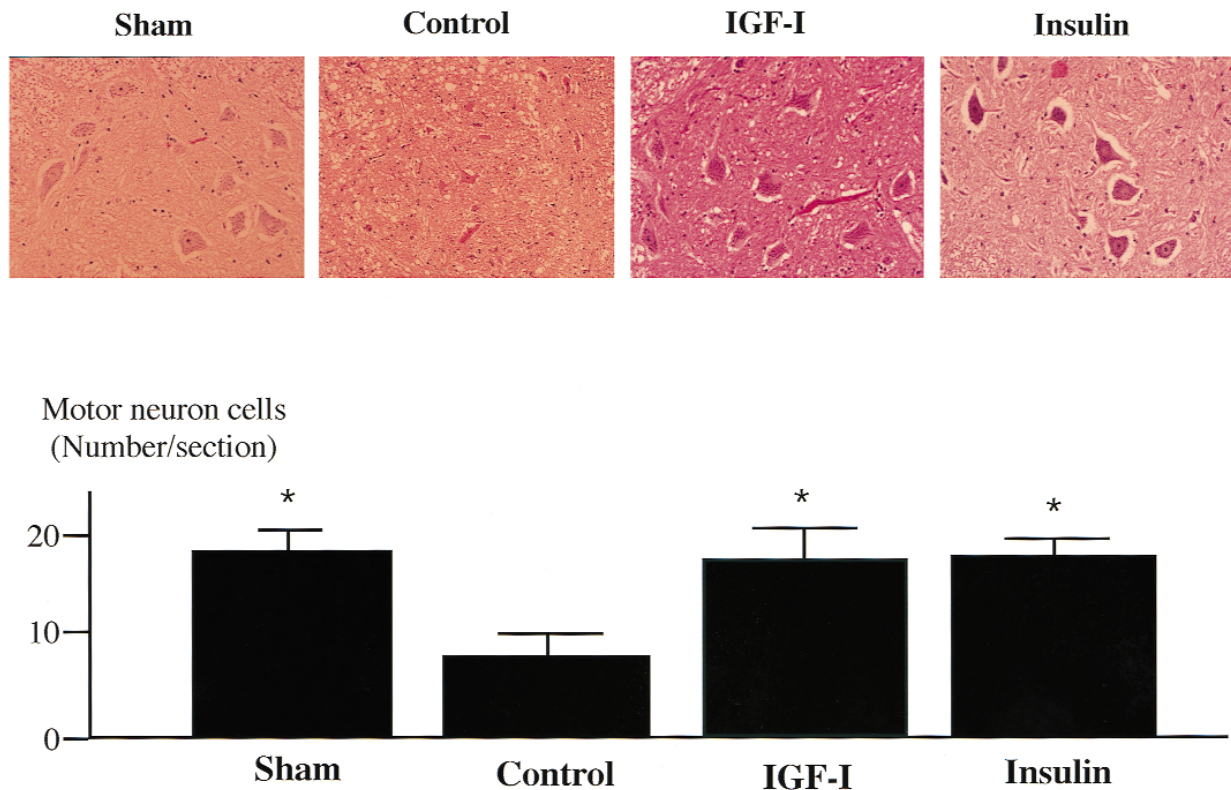 Sham Control IGF-I Insulin
Motor neuron cells
(Number/section)
* * *
20
10
0
Sham Control IGF-I Insulin